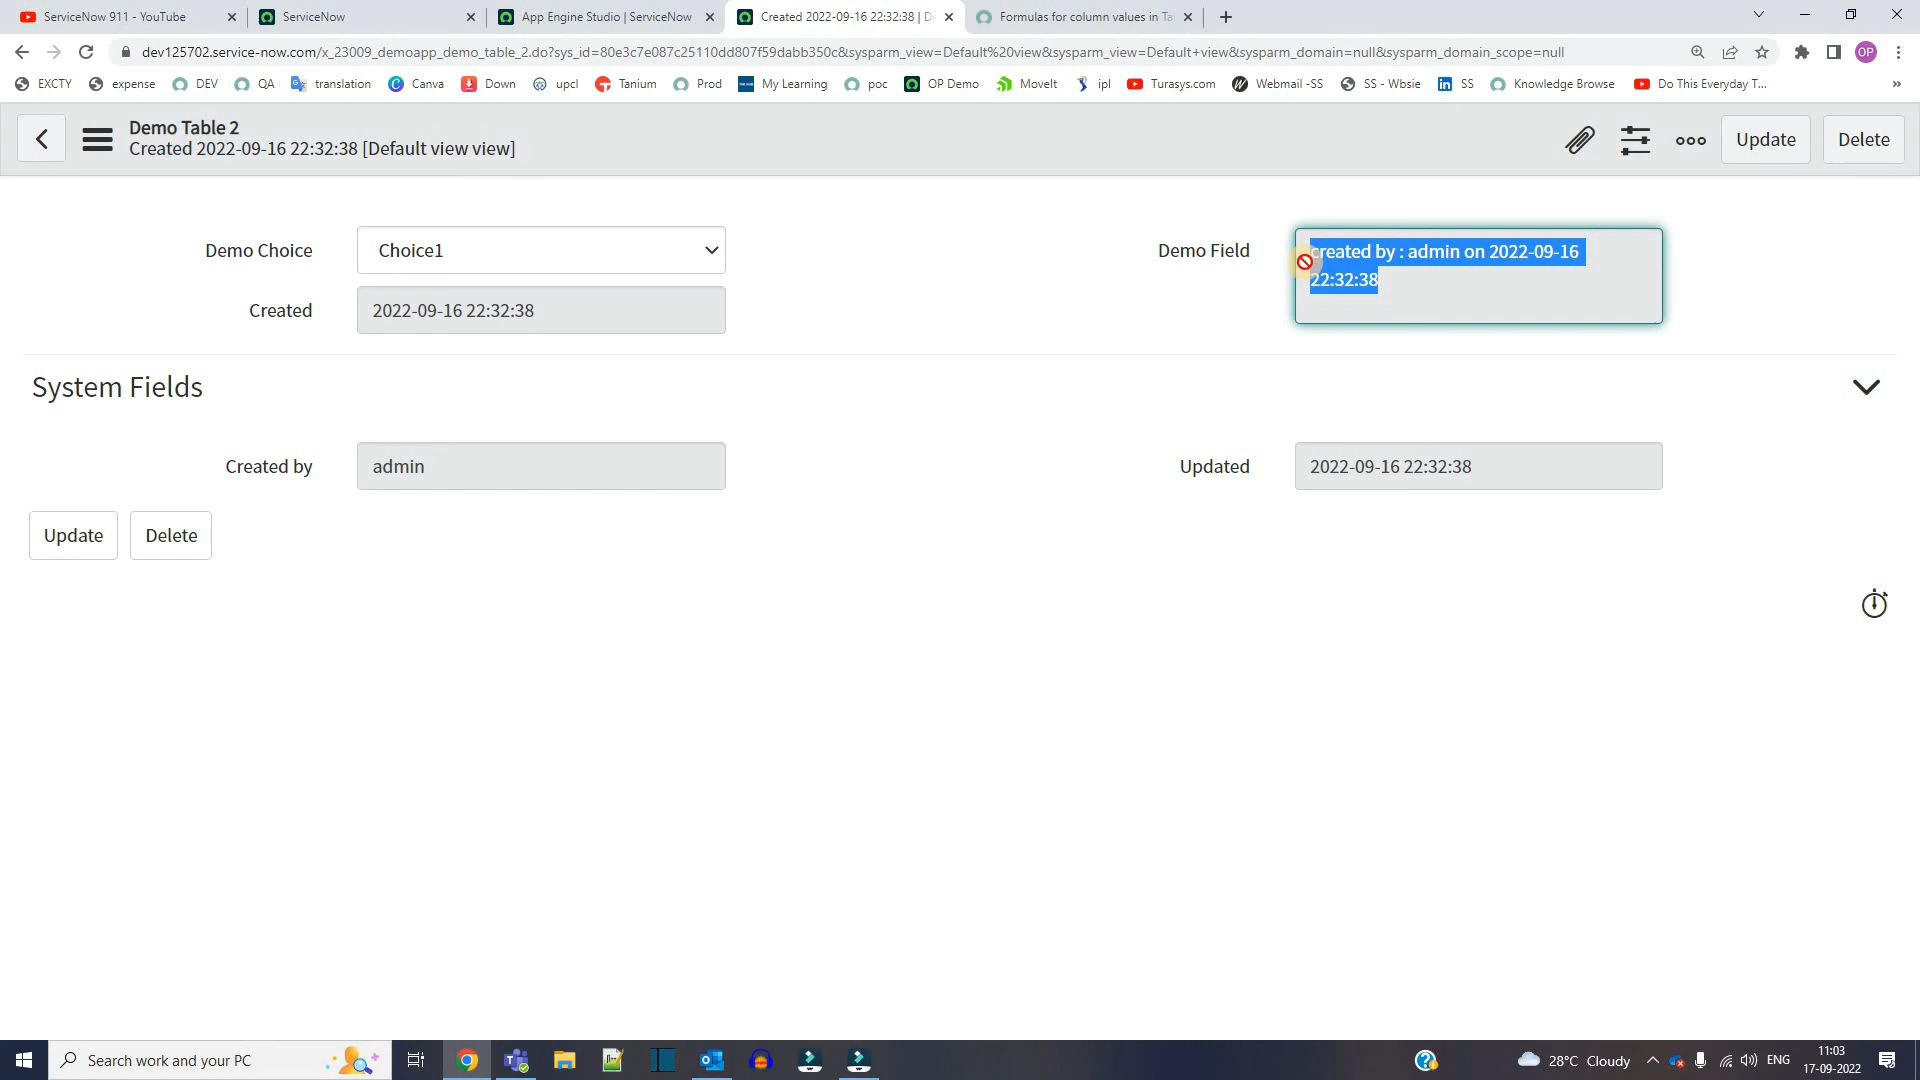 ServiceNow 911 - YouTube
ServiceNow
App Engine Studio | ServiceNow
Created 2022-09-16 22:32:38 | D
Formulas for column values in Ta
dev125702.service-now.com/x_23009_demoapp_demo_table_2.do?sys_id=80e3c7e087c25110dd807f59dabb350c&sysparm_view=Default%20view&sysparm_view=Default+view&sysparm_domain=null&sysparm_domain_scope=null
OP
EXCTY
expense
DEV
QA
translation
Canva
Down
upcl
Tanium
Prod
My Learning
poc
OP Demo
MoveIt
ipl
Turasys.com
Webmail -SS
SS - Wbsie
SS
Knowledge Browse
Do This Everyday T...
»
Demo Table 2
Created 2022-09-16 22:32:38 [Default view view]
Update
Delete
Demo Choice
Choice1
Demo Field
created by : admin on 2022-09-16
22:32:38
Created
2022-09-16 22:32:38
System Fields
Created by
admin
Updated
2022-09-16 22:32:38
Update
Delete
Search work and your PC
28°C Cloudy
ENG
11:03
17-09-2022